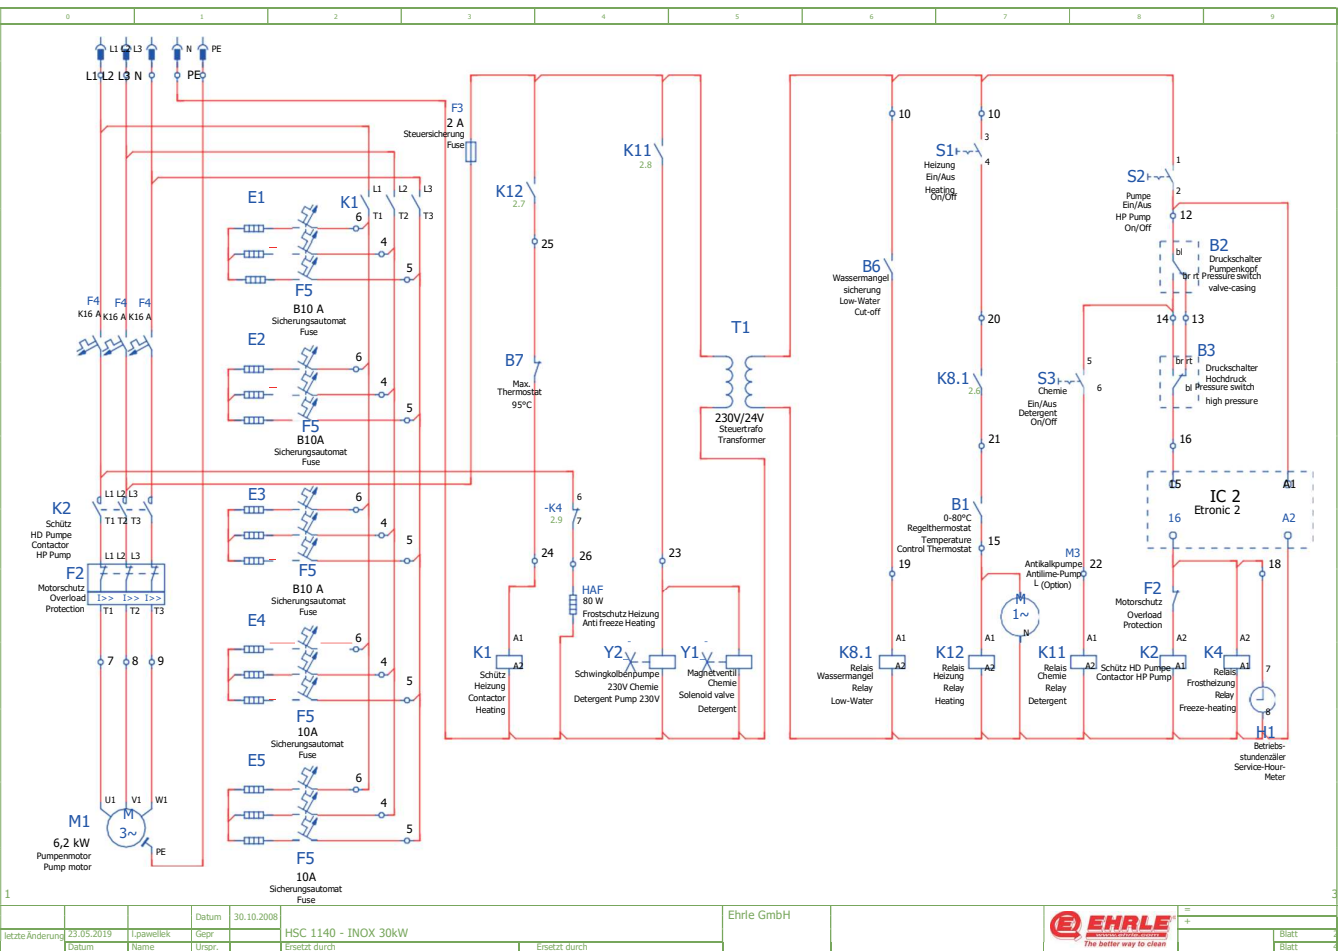 0 1 2 3 4 5 6 7 8 9
L1 L2 L3 N PE
L1 L2 L3 N PE
F3
2 A
Steuersicherung
Fuse
E1
K1
L1 L2 L3
T1 T2 T3
6
4
5
F5
B10 A
Sicherungsautomat
Fuse
F4 F4 F4
K16 A K16 A K16 A
E2
6
4
5
F5
B10A
Sicherungsautomat
Fuse
K2
Schütz
HD Pumpe
Contactor
HP Pump
L1 L2 L3
T1 T2 T3
E3
6
4
5
F5
B10 A
Sicherungsautomat
Fuse
F2
Motorschutz
Overload
Protection
L1 L2 L3
I>> I>> I>>
T1 T2 T3
7 8 9
E4
6
4
5
F5
10A
Sicherungsautomat
Fuse
E5
6
4
5
F5
10A
Sicherungsautomat
Fuse
M1
6,2 kW
Pumpenmotor
Pump motor
U1 V1 W1
M
3~
PE
K12
2.7
25
B7
Max.
Thermostat
95°C
24
K1
Schütz
Heizung
Contactor
Heating
A1
A2
-K4
2.9
6
7
26
HAF
80 W
Frostschutz Heizung
Anti freeze Heating
K11
2.8
23
Y2
Schwingkolbenpumpe
230V Chemie
Detergent Pump 230V
Y1
Magnetventil
Chemie
Solenoid valve
Detergent
T1
230V/24V
Steuertrafo
Transformer
10
B6
Wassermangel
sicherung
Low-Water
Cut-off
19
K8.1
Relais
Wassermangel
Relay
Low-Water
A1
A2
10
S1
Heizung
Ein/Aus
Heating
On/Off
3
4
20
K8.1
2.6
21
B1
0-80°C
Regelthermostat
Temperature
Control Thermostat
15
M
1~
N
K12
Relais
Heizung
Relay
Heating
A1
A2
S3
Chemie
Ein/Aus
Detergent
On/Off
5
6
M3
Antikalkpumpe
Antilime-Pump
L (Option)
22
K11
Relais
Chemie
Relay
Detergent
A1
A2
S2
Pumpe
Ein/Aus
HP Pump
On/Off
1
2
12
B2
Druckschalter
Pumpenkopf
Pressure switch
valve-casing
bl
br rt
14 13
B3
Druckschalter
Hochdruck
Pressure switch
high pressure
br rt
bl
16
IC 2
Etronic 2
15 A1
16 A2
F2
Motorschutz
Overload
Protection
18
K2
Schütz HD Pumpe
Contactor HP Pump
A2
A1
K4
Relais
Frostheizung
Relay
Freeze-heating
A2
A1
7
8
H1
Betriebs-
stundenzäler
Service-Hour-
Meter
1 3
Datum 30.10.2008 Ehrle GmbH
letzte Änderung 23.05.2019 l.pawellek Gepr HSC 1140 - INOX 30kW
Datum Name Urspr. Ersetzt durch Ersetzt durch
EHRLE
www.ehrle.com
The better way to clean
=
+
Blatt
Blatt